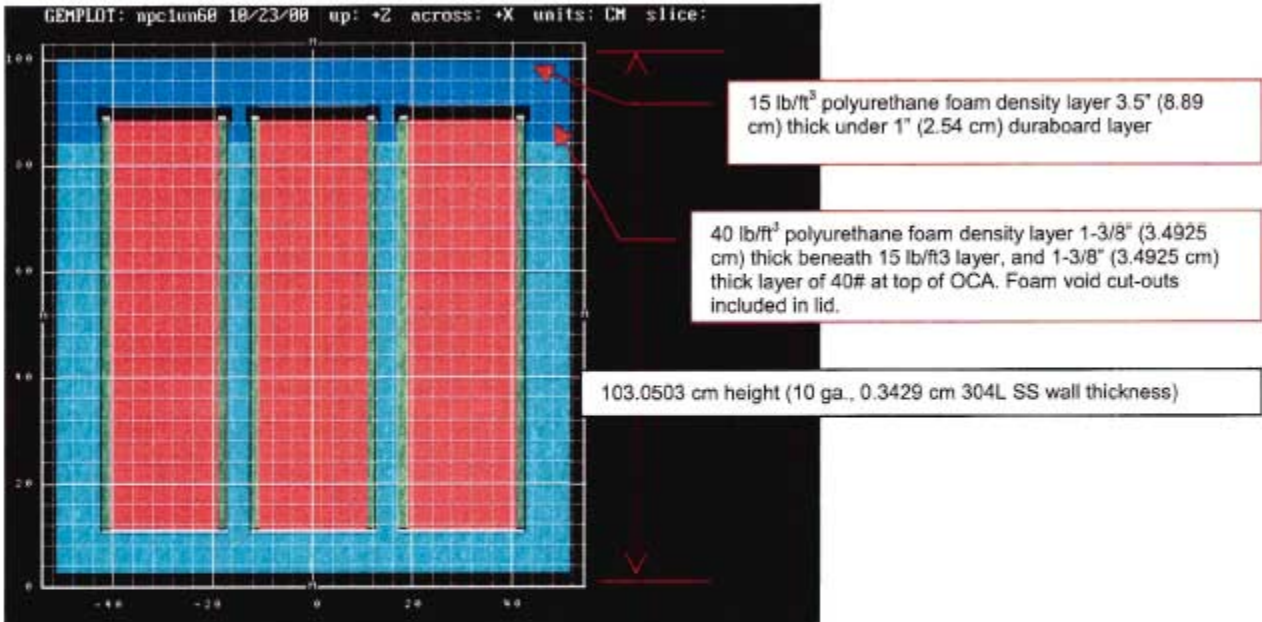 GEMPLOT: npc1un60 10/23/00 up: +Z across: +X units: CM slice:
100
80
60
40
20
0
-40 -20 0 20 40
15 lb/ft³ polyurethane foam density layer 3.5" (8.89
cm) thick under 1" (2.54 cm) duraboard layer
40 lb/ft³ polyurethane foam density layer 1-3/8" (3.4925
cm) thick beneath 15 lb/ft3 layer, and 1-3/8" (3.4925 cm)
thick layer of 40# at top of OCA. Foam void cut-outs
included in lid.
103.0503 cm height (10 ga., 0.3429 cm 304L SS wall thickness)